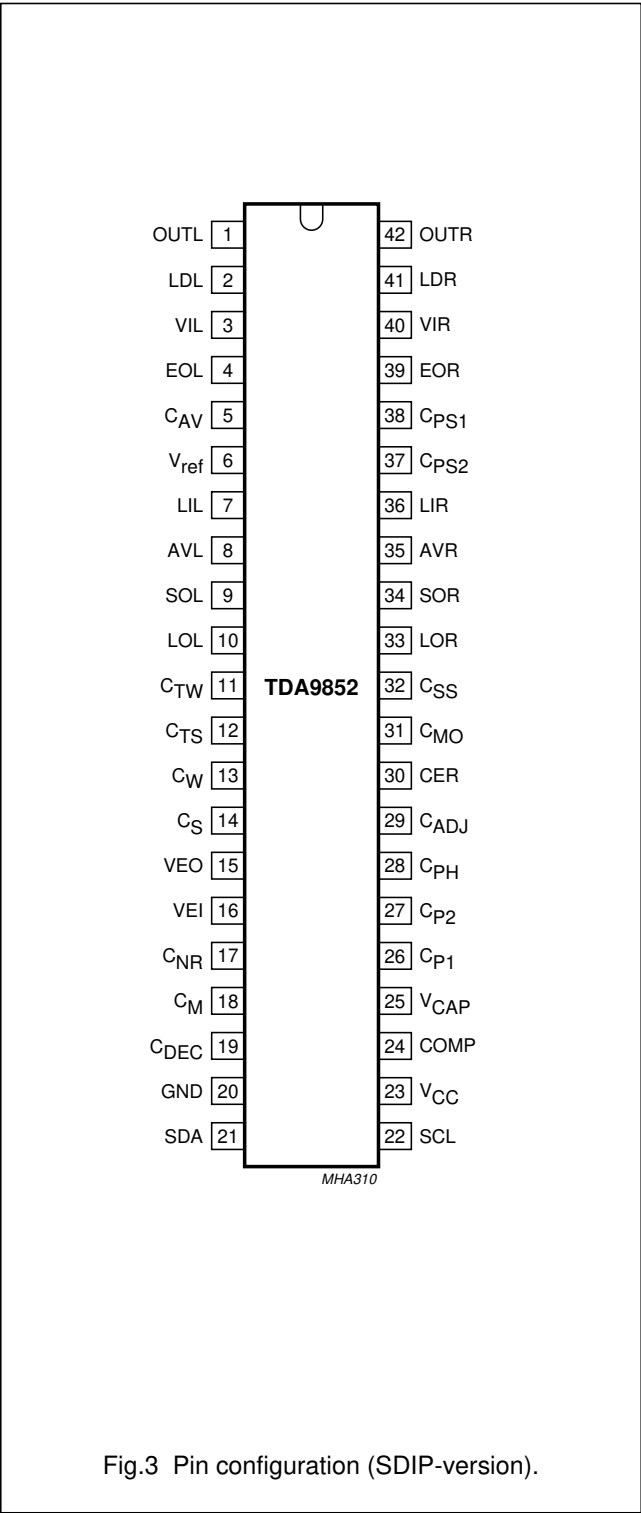 OUTL 1 42 OUTR
LDL 2 41 LDR
VIL 3 40 VIR
EOL 4 39 EOR
CAV 5 38 CPS1
Vref 6 37 CPS2
LIL 7 36 LIR
AVL 8 35 AVR
SOL 9 34 SOR
LOL 10 33 LOR
CTW 11 TDA9852 32 CSS
CTS 12 31 CMO
CW 13 30 CER
CS 14 29 CADJ
VEO 15 28 CPH
VEI 16 27 CP2
CNR 17 26 CP1
CM 18 25 VCAP
CDEC 19 24 COMP
GND 20 23 VCC
SDA 21 22 SCL
MHA310
Fig.3 Pin configuration (SDIP-version).